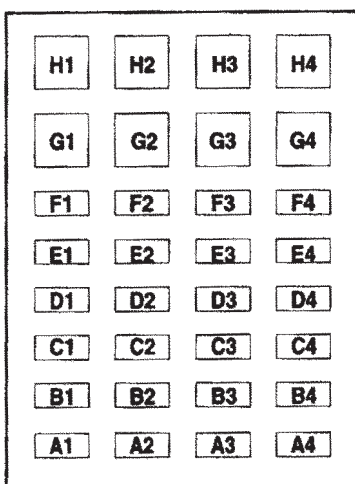 H1 H2 H3 H4
G1 G2 G3 G4
F1 F2 F3 F4
E1 E2 E3 E4
D1 D2 D3 D4
C1 C2 C3 C4
B1 B2 B3 B4
A1 A2 A3 A4